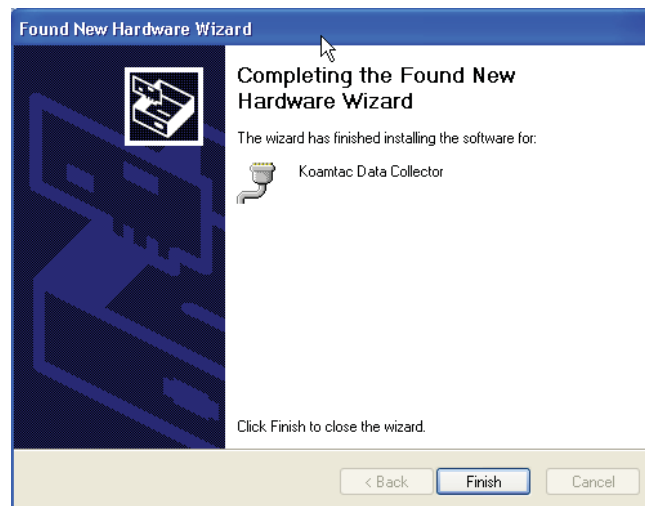 Found New Hardware Wizard
Completing the Found New
Hardware Wizard
The wizard has finished installing the software for:
Koamtac Data Collector
Click Finish to close the wizard.
< Back Finish Cancel